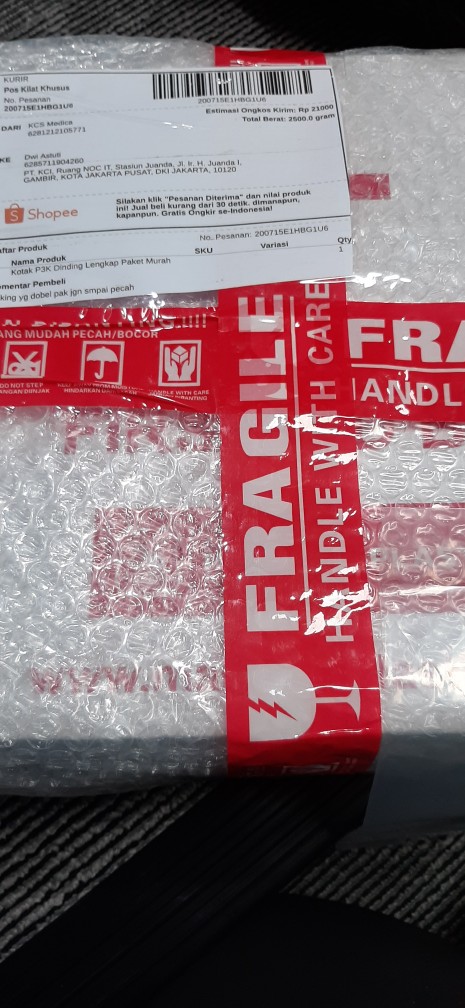 KURIR
Pos Kilat Khusus
No. Pesanan
200715E1HBG1U6
200715E1HBG1U6
Estimasi Ongkos Kirim: Rp 21000
Total Berat: 2500.0 gram
DARI KCS Medica
6281212105771
KE Dwi Astuti
6285711904260
PT. KCI, Ruang NOC IT, Stasiun Juanda, Jl. Ir. H. Juanda I,
GAMBIR, KOTA JAKARTA PUSAT, DKI JAKARTA, 10120
Shopee
Silakan klik "Pesanan Diterima" dan nilai produk
ini! Jual beli kurang dari 30 detik. dimanapun,
kapanpun. Gratis Ongkir se-Indonesia!
No. Pesanan: 200715E1HBG1U6
aftar Produk
Nama Produk SKU Variasi Qty
Kotak P3K Dinding Lengkap Paket Murah 1
mentar Pembeli
king yg dobel pak jgn smpai pecah
ANG MUDAH PECAH/BOCOR
DO NOT STEP
HANDLE WITH CARE
FRAGILE
HANDLE WITH CARE
FRA
HANDL